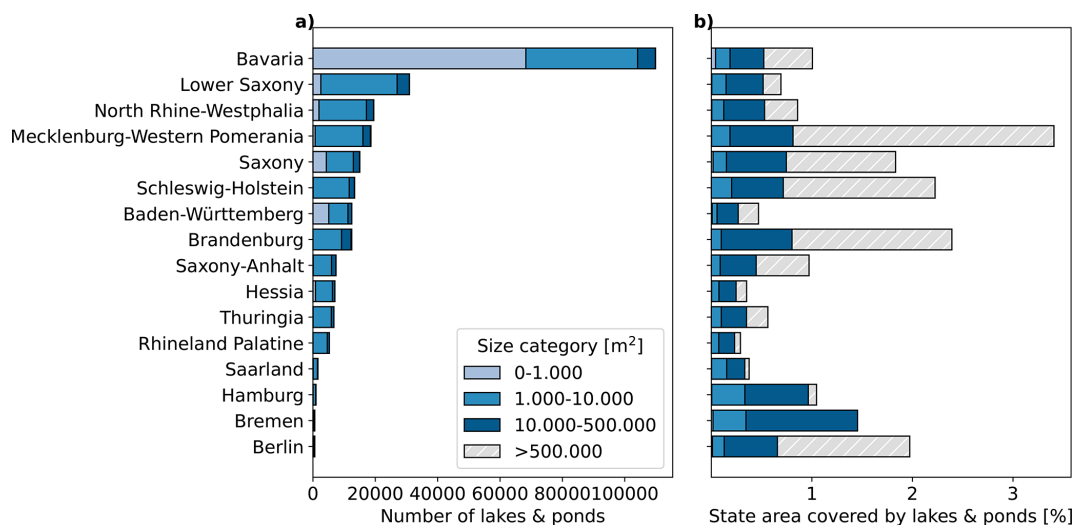 a)
b)
Bavaria
Lower Saxony
North Rhine-Westphalia
Mecklenburg-Western Pomerania
Saxony
Schleswig-Holstein
Baden-Württemberg
Brandenburg
Saxony-Anhalt
Hessia
Thuringia
Rhineland Palatine
Saarland
Hamburg
Bremen
Berlin
Size category [m²]
0-1.000
1.000-10.000
10.000-500.000
>500.000
0 20000 40000 60000 80000 100000
Number of lakes & ponds
1 2 3
State area covered by lakes & ponds [%]